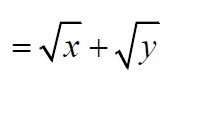 = √x + √y